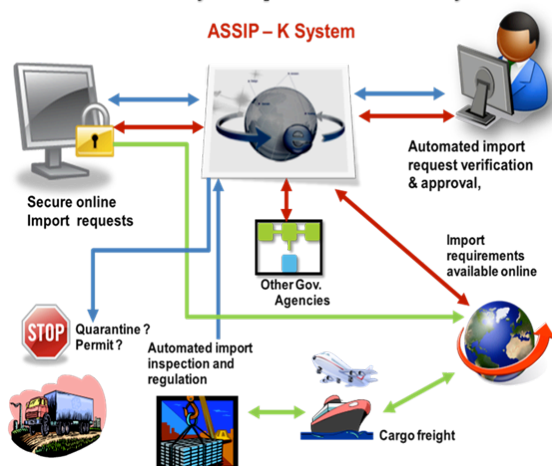 ASSIP – K System
Secure online
Import requests
Automated import
request verification
& approval,
Other Gov.
Agencies
Import
requirements
available online
STOP
Quarantine ?
Permit ?
Automated import
inspection and
regulation
Cargo freight